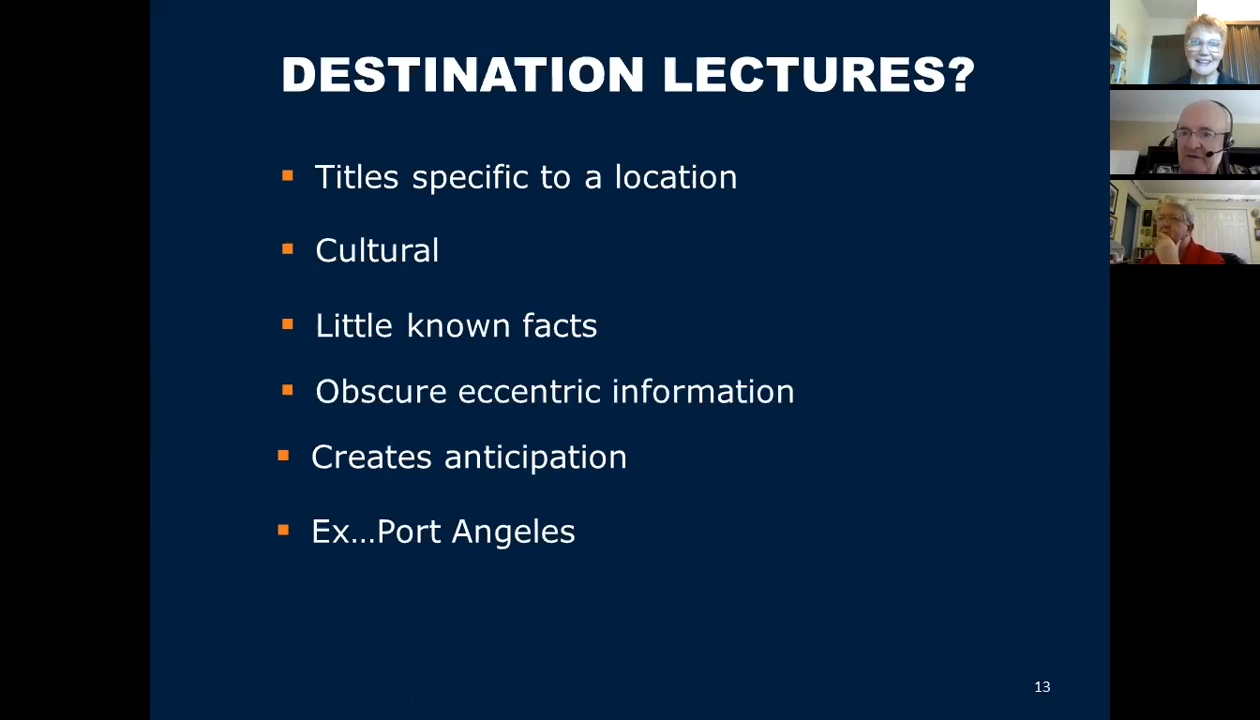 DESTINATION LECTURES?
Titles specific to a location
Cultural
Little known facts
Obscure eccentric information
Creates anticipation
Ex...Port Angeles
13